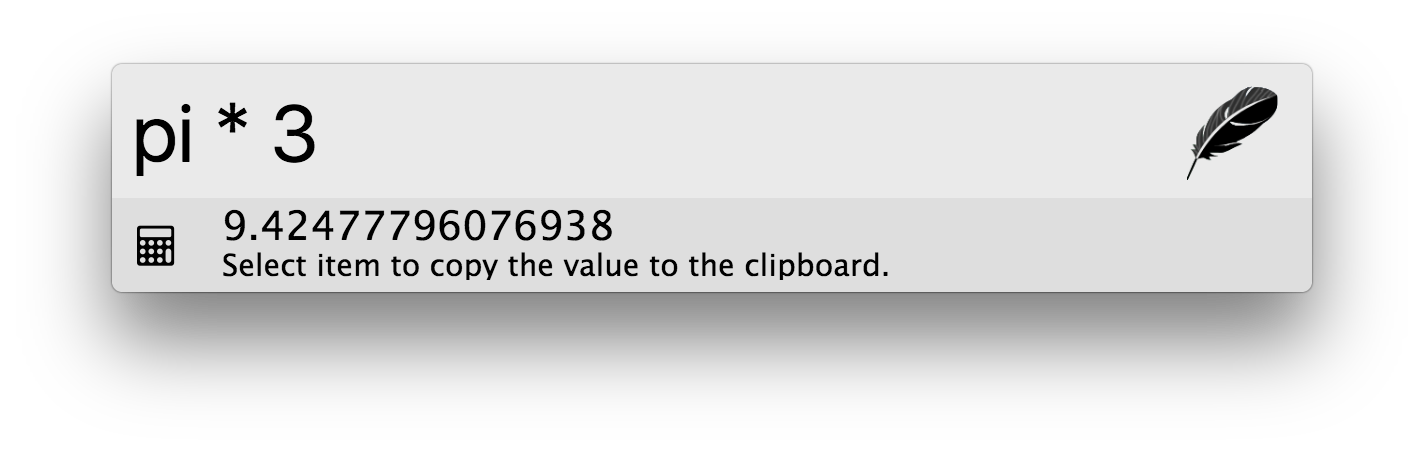 pi * 3
9.42477796076938
Select item to copy the value to the clipboard.